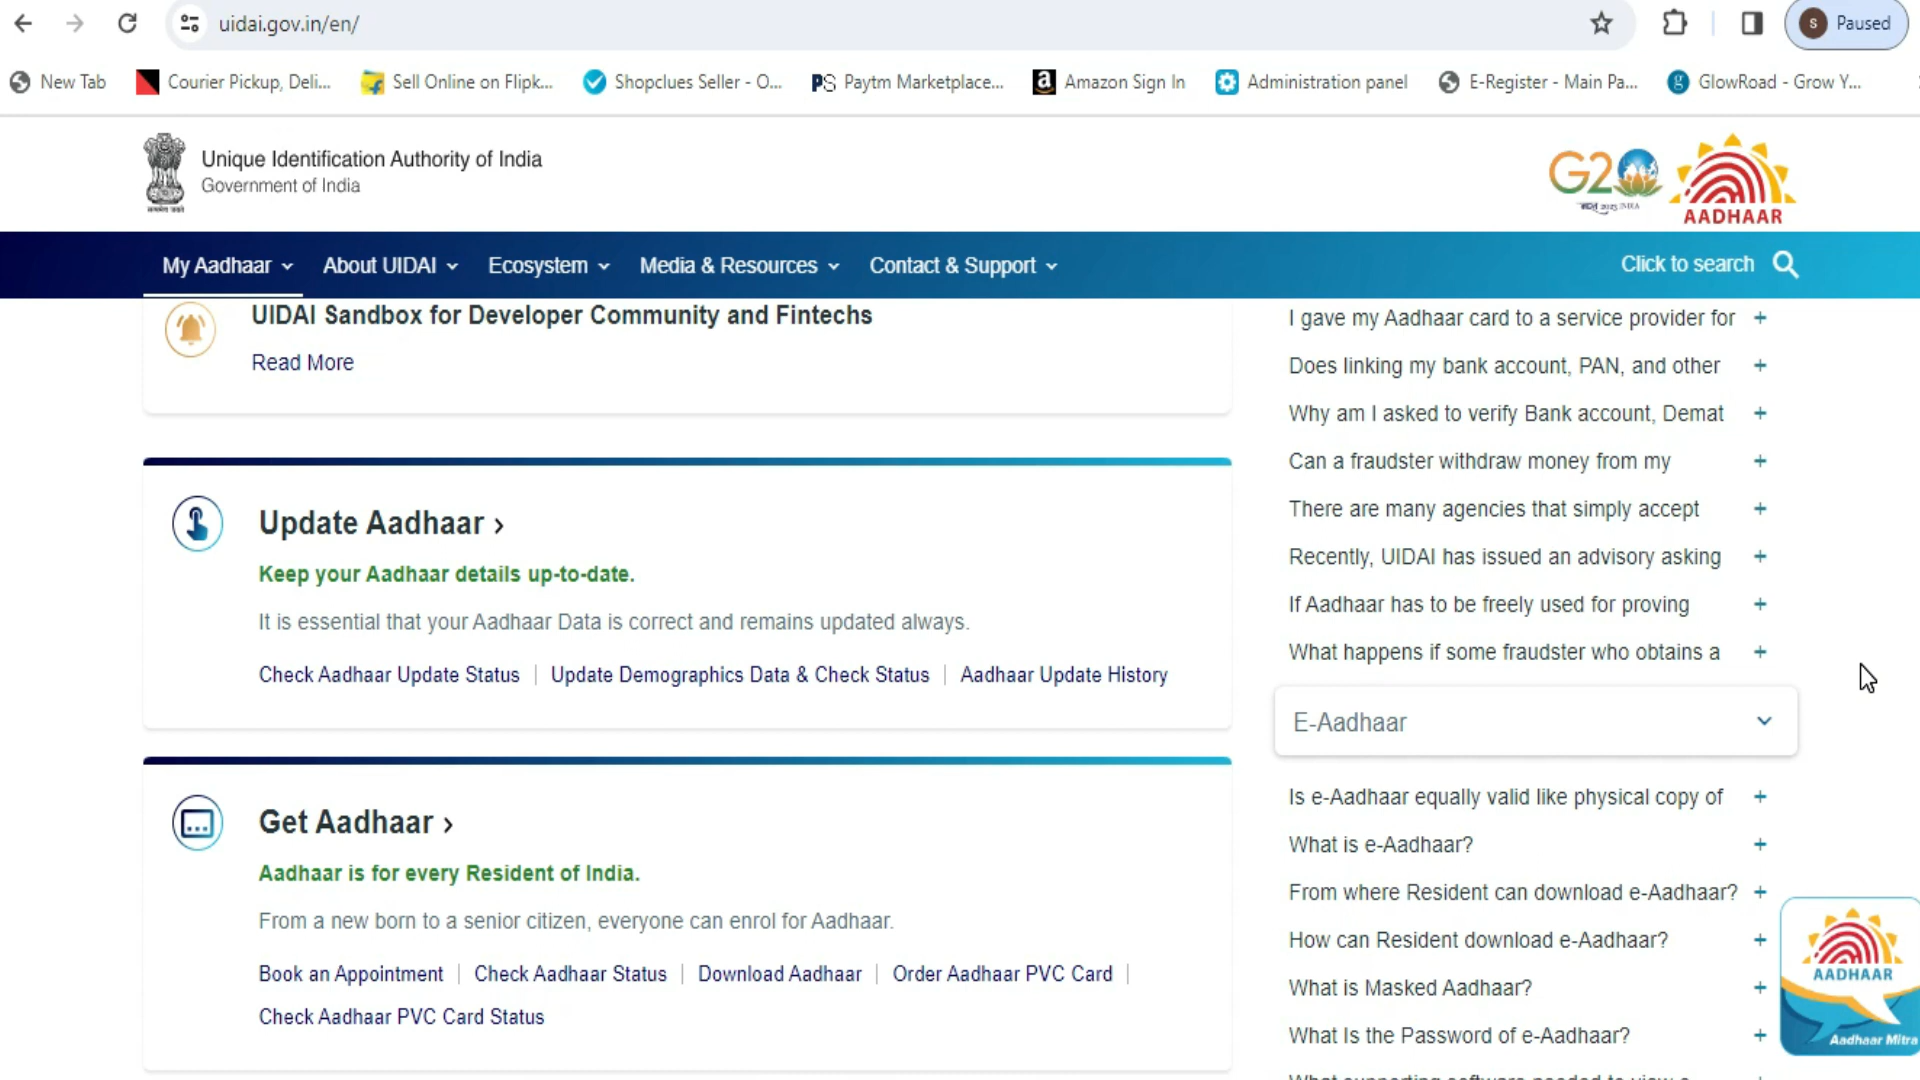 uidai.gov.in/en/
S Paused
New Tab
Courier Pickup, Deli...
Sell Online on Flipk...
Shopclues Seller - O...
PS Paytm Marketplace...
a Amazon Sign In
Administration panel
E-Register - Main Pa...
g GlowRoad - Grow Y...
Unique Identification Authority of India
Government of India
G20
AADHAAR
My Aadhaar
About UIDAI
Ecosystem
Media & Resources
Contact & Support
Click to search
UIDAI Sandbox for Developer Community and Fintechs
Read More
Update Aadhaar >
Keep your Aadhaar details up-to-date.
It is essential that your Aadhaar Data is correct and remains updated always.
Check Aadhaar Update Status | Update Demographics Data & Check Status | Aadhaar Update History
Get Aadhaar >
Aadhaar is for every Resident of India.
From a new born to a senior citizen, everyone can enrol for Aadhaar.
Book an Appointment | Check Aadhaar Status | Download Aadhaar | Order Aadhaar PVC Card |
Check Aadhaar PVC Card Status
I gave my Aadhaar card to a service provider for +
Does linking my bank account, PAN, and other +
Why am I asked to verify Bank account, Demat +
Can a fraudster withdraw money from my +
There are many agencies that simply accept +
Recently, UIDAI has issued an advisory asking +
If Aadhaar has to be freely used for proving +
What happens if some fraudster who obtains a +
E-Aadhaar
Is e-Aadhaar equally valid like physical copy of +
What is e-Aadhaar? +
From where Resident can download e-Aadhaar? +
How can Resident download e-Aadhaar? +
What is Masked Aadhaar? +
What Is the Password of e-Aadhaar? +
AADHAAR
Aadhaar Mitra